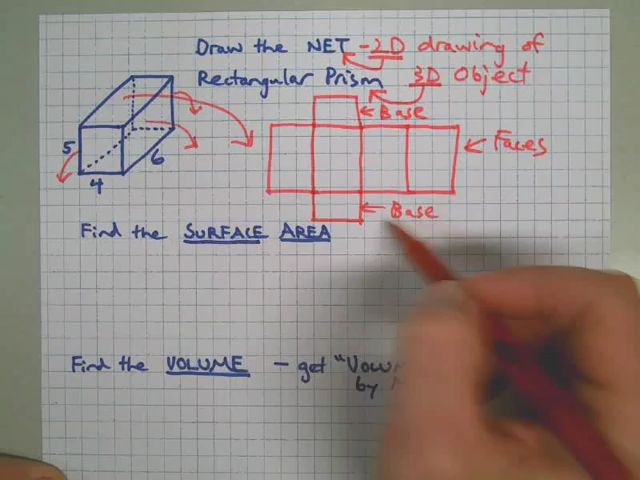 Draw the NET - 2D drawing of
Rectangular Prism 3D Object
Base
Faces
5
6
4
Base
Find the SURFACE AREA
Find the VOLUME - get "Volu
by